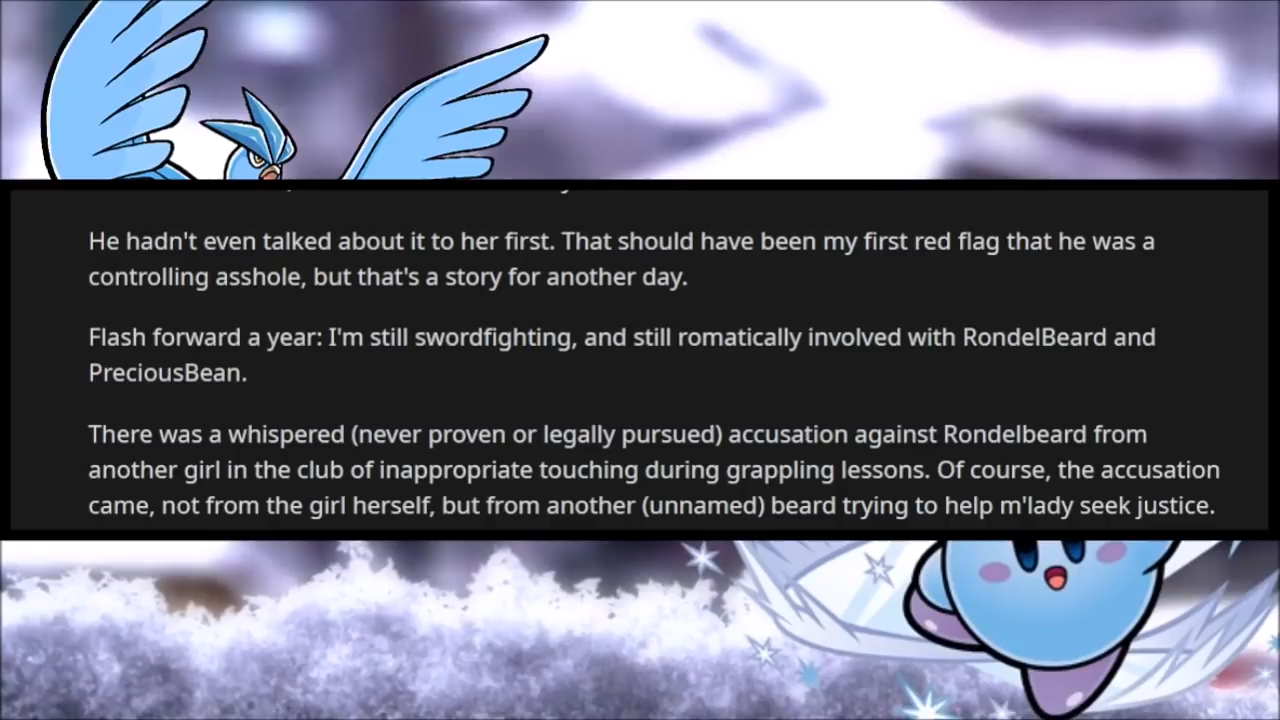 He hadn't even talked about it to her first. That should have been my first red flag that he was a
controlling asshole, but that's a story for another day.
Flash forward a year: I'm still swordfighting, and still romatically involved with RondelBeard and
PreciousBean.
There was a whispered (never proven or legally pursued) accusation against Rondelbeard from
another girl in the club of inappropriate touching during grappling lessons. Of course, the accusation
came, not from the girl herself, but from another (unnamed) beard trying to help m'lady seek justice.